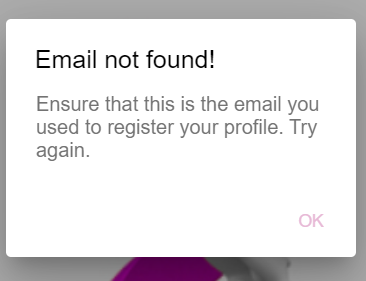 Email not found!
Ensure that this is the email you
used to register your profile. Try
again.
OK